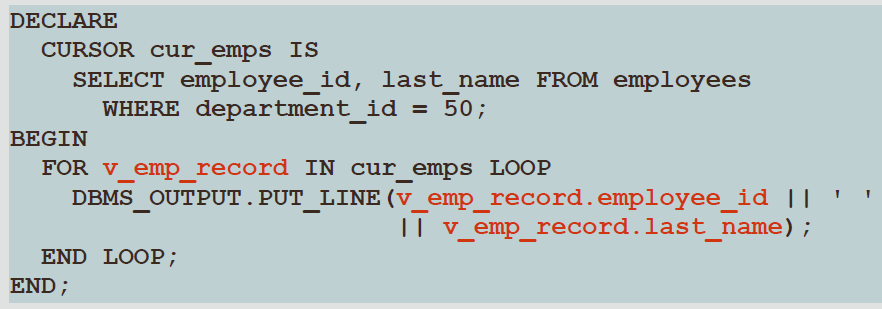 DECLARE
CURSOR cur_emps IS
SELECT employee_id, last_name FROM employees
WHERE department_id = 50;
BEGIN
FOR v_emp_record IN cur_emps LOOP
DBMS_OUTPUT.PUT_LINE(v_emp_record.employee_id || ' '
|| v_emp_record.last_name);
END LOOP;
END;